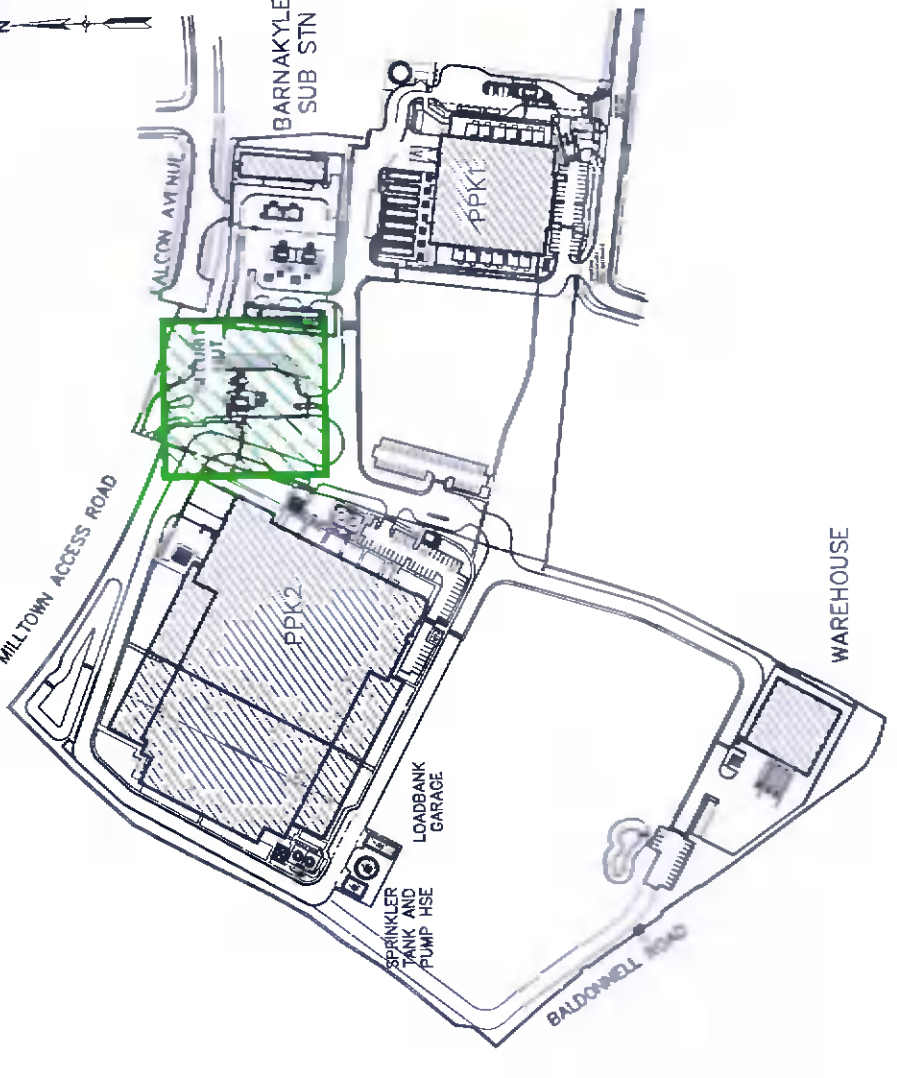 N
BARNAKYLE
SUB STN
PPK1
MILLTOWN ACCESS ROAD
PPK2
LOADBANK
GARAGE
SPRINKLER
TANK AND
PUMP HSE
WAREHOUSE
BALDONNELL ROAD